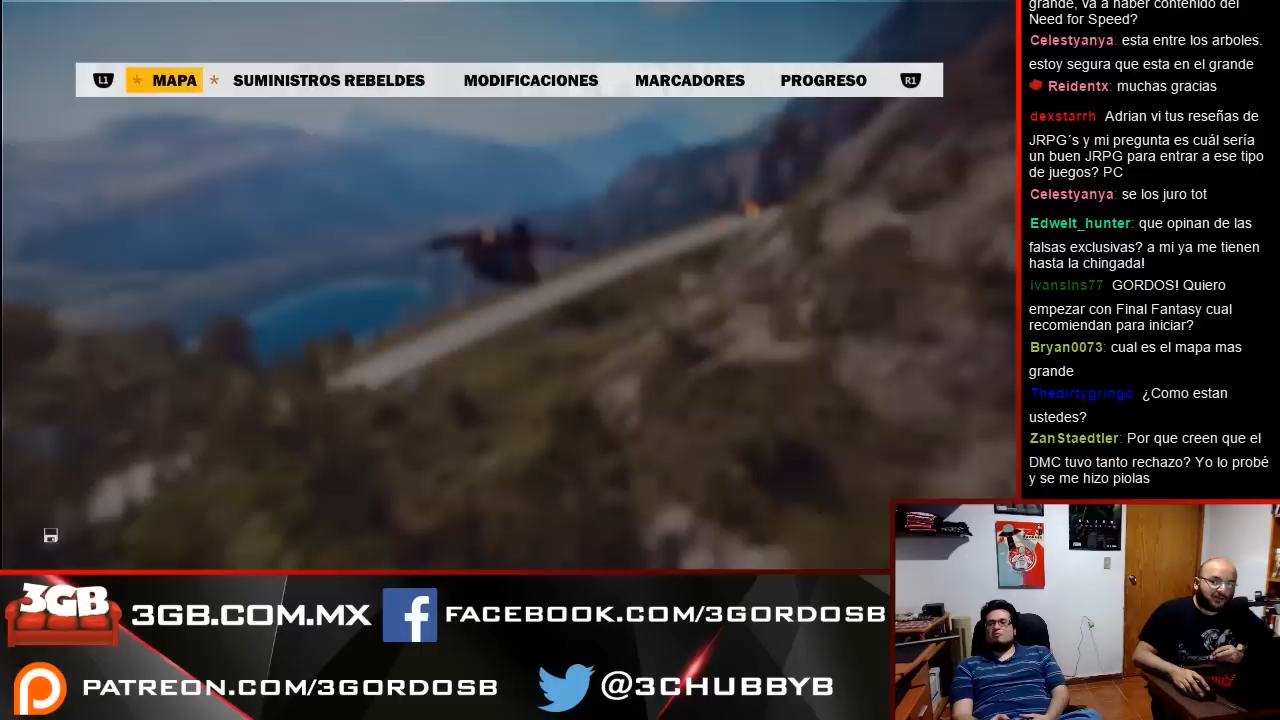 L1 MAPA SUMINISTROS REBELDES MODIFICACIONES MARCADORES PROGRESO R1
grande, va a haber contenido del
Need for Speed?
Celestyanya: esta entre los arboles.
estoy segura que esta en el grande
Reidentx: muchas gracias
dexstarrh Adrian vi tus reseñas de
JRPG´s y mi pregunta es cuál sería
un buen JRPG para entrar a ese tipo
de juegos? PC
Celestyanya: se los juro tot
Edwelt_hunter: que opinan de las
falsas exclusivas? a mi ya me tienen
hasta la chingada!
ivansins77 GORDOS! Quiero
empezar con Final Fantasy cual
recomiendan para iniciar?
Bryan0073: cual es el mapa mas
grande
Thedirtygringo ¿Como estan
ustedes?
ZanStaedtler: Por que creen que el
DMC tuvo tanto rechazo? Yo lo probé
y se me hizo piolas
3GB 3GB.COM.MX f FACEBOOK.COM/3GORDOSB
PATREON.COM/3GORDOSB @3CHUBBYB